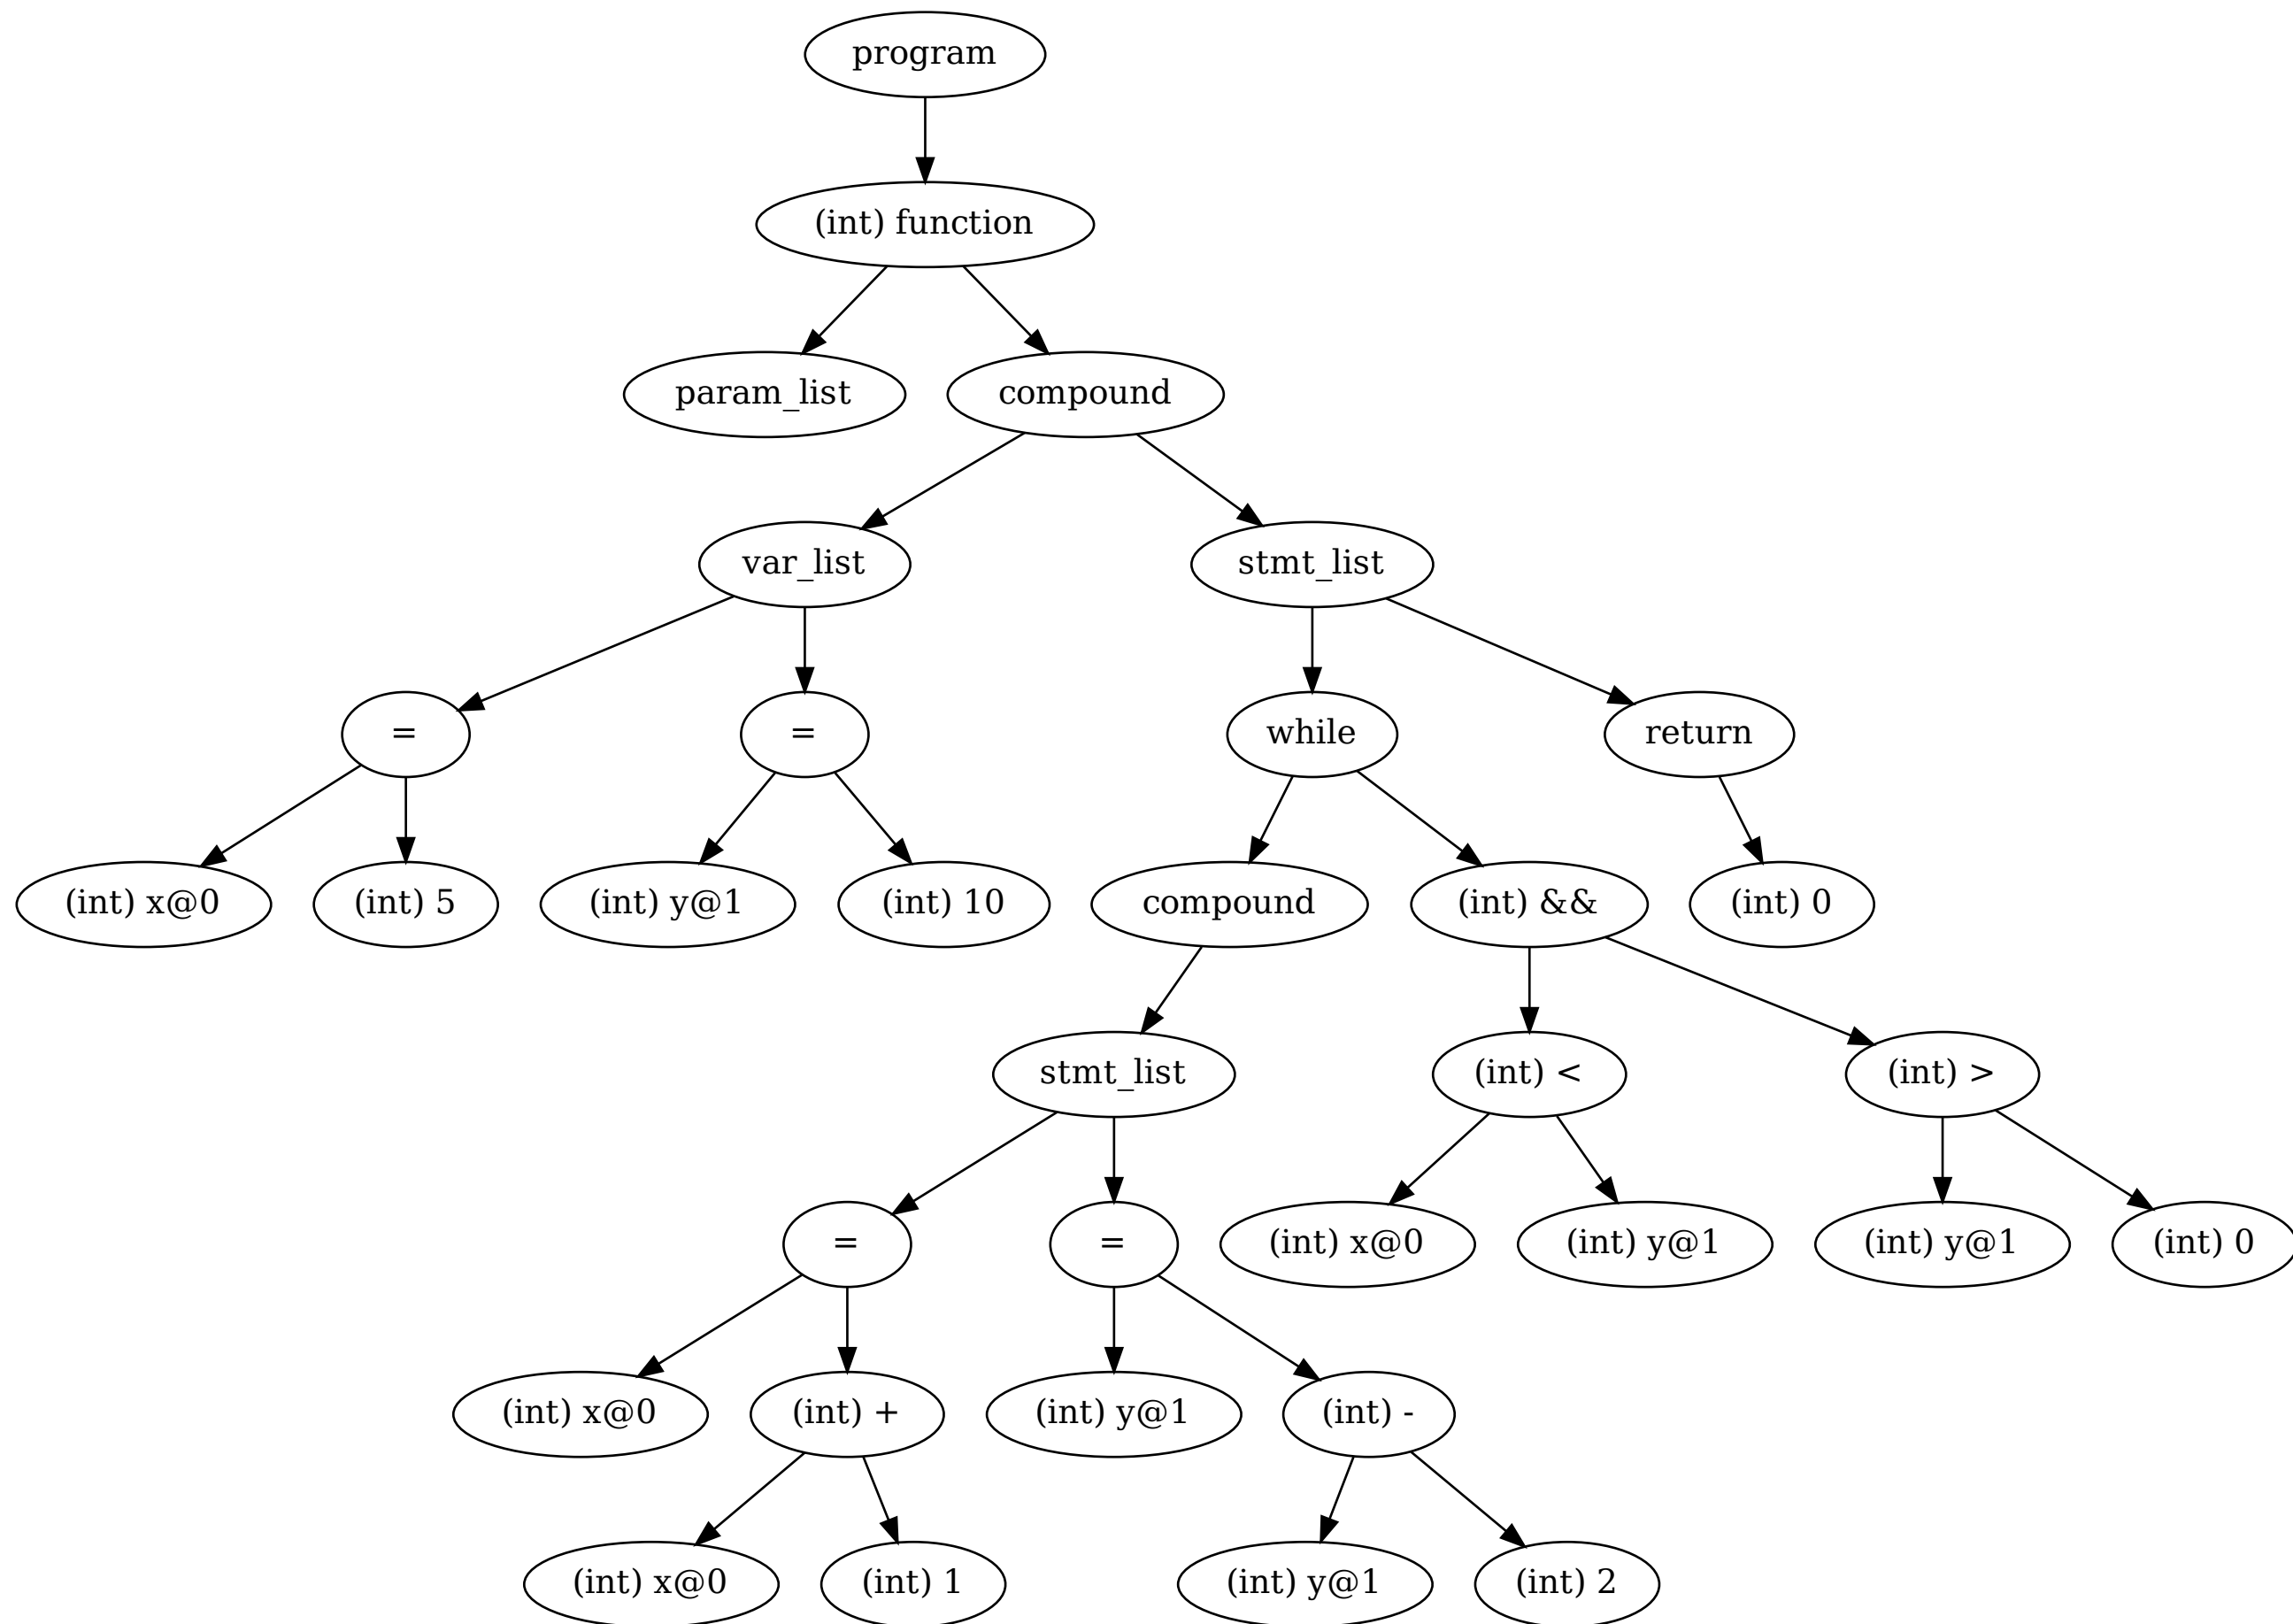 program
(int) function
param_list
compound
var_list
stmt_list
=
=
while
return
(int) x@0
(int) 5
(int) y@1
(int) 10
compound
(int) &&
(int) 0
stmt_list
(int) <
(int) >
=
=
(int) x@0
(int) y@1
(int) y@1
(int) 0
(int) x@0
(int) +
(int) y@1
(int) -
(int) x@0
(int) 1
(int) y@1
(int) 2